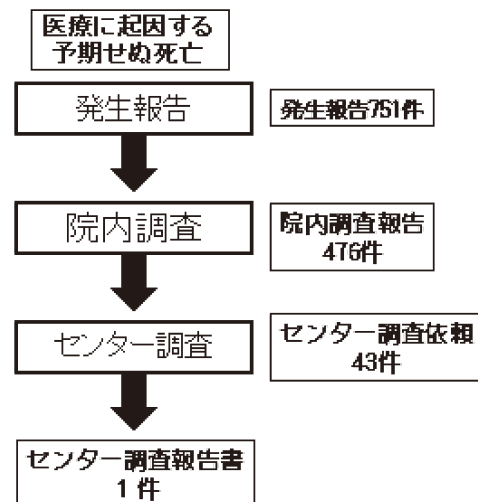 医療に起因する
予期せぬ死亡
発生報告
発生報告751件
院内調査
院内調査報告
476件
センター調査
センター調査依頼
43件
センター調査報告書
1件